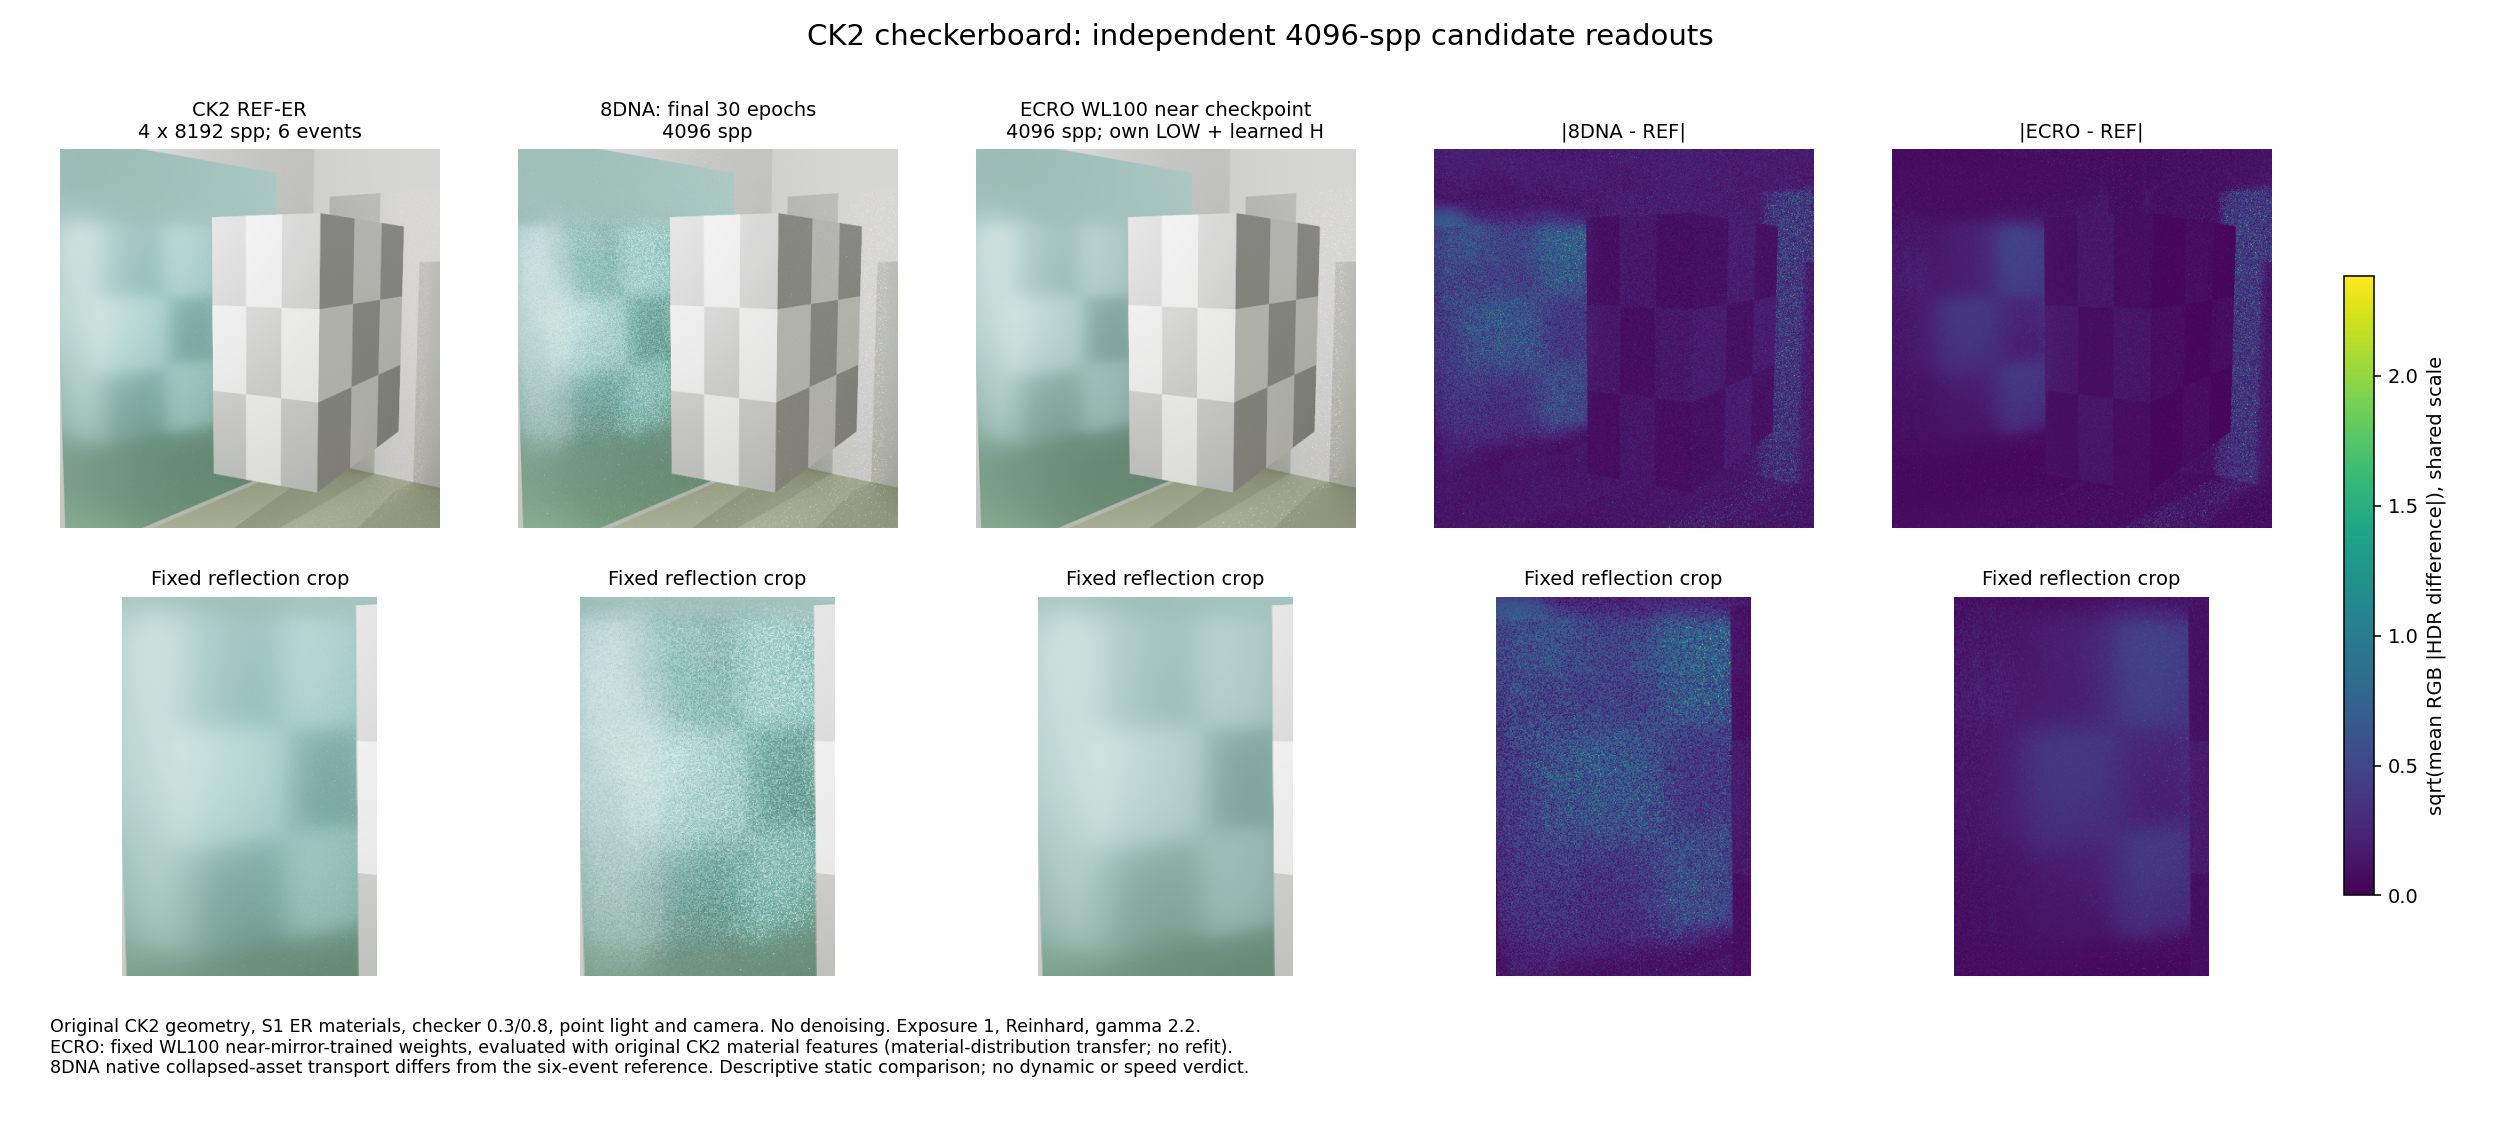 CK2 checkerboard: independent 4096-spp candidate readouts
CK2 REF-ER
4 x 8192 spp; 6 events
8DNA: final 30 epochs
4096 spp
ECRO WL100 near checkpoint
4096 spp; own LOW + learned H
|8DNA - REF|
|ECRO - REF|
Fixed reflection crop
Fixed reflection crop
Fixed reflection crop
Fixed reflection crop
Fixed reflection crop
2.0
1.5
1.0
0.5
0.0
sqrt(mean RGB |HDR difference|), shared scale
Original CK2 geometry, S1 ER materials, checker 0.3/0.8, point light and camera. No denoising. Exposure 1, Reinhard, gamma 2.2.
ECRO: fixed WL100 near-mirror-trained weights, evaluated with original CK2 material features (material-distribution transfer; no refit).
8DNA native collapsed-asset transport differs from the six-event reference. Descriptive static comparison; no dynamic or speed verdict.